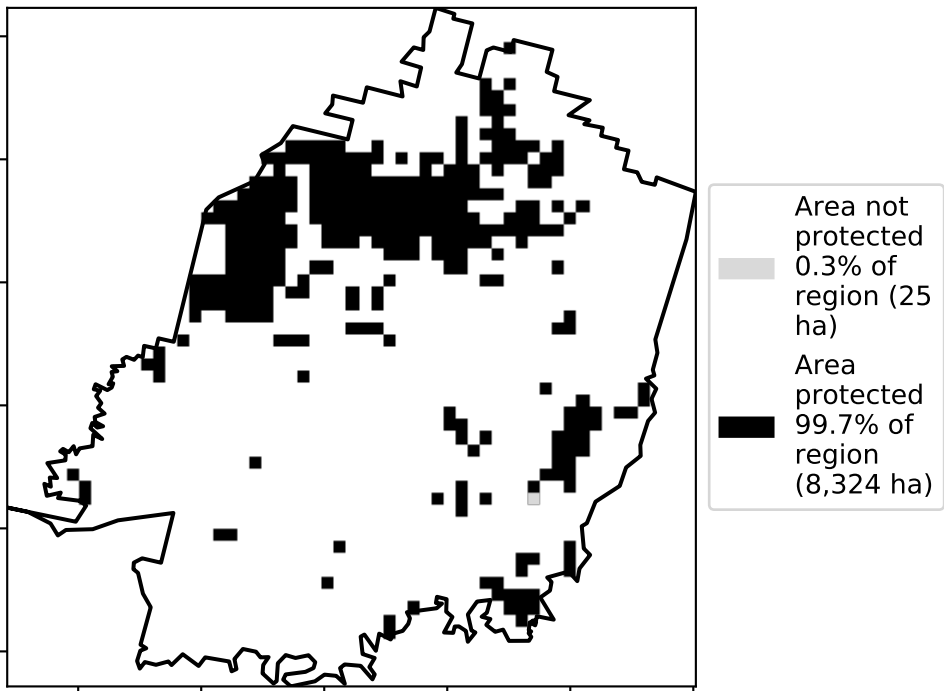 Area not
protected
0.3% of
region (25
ha)
Area
protected
99.7% of
region
(8,324 ha)